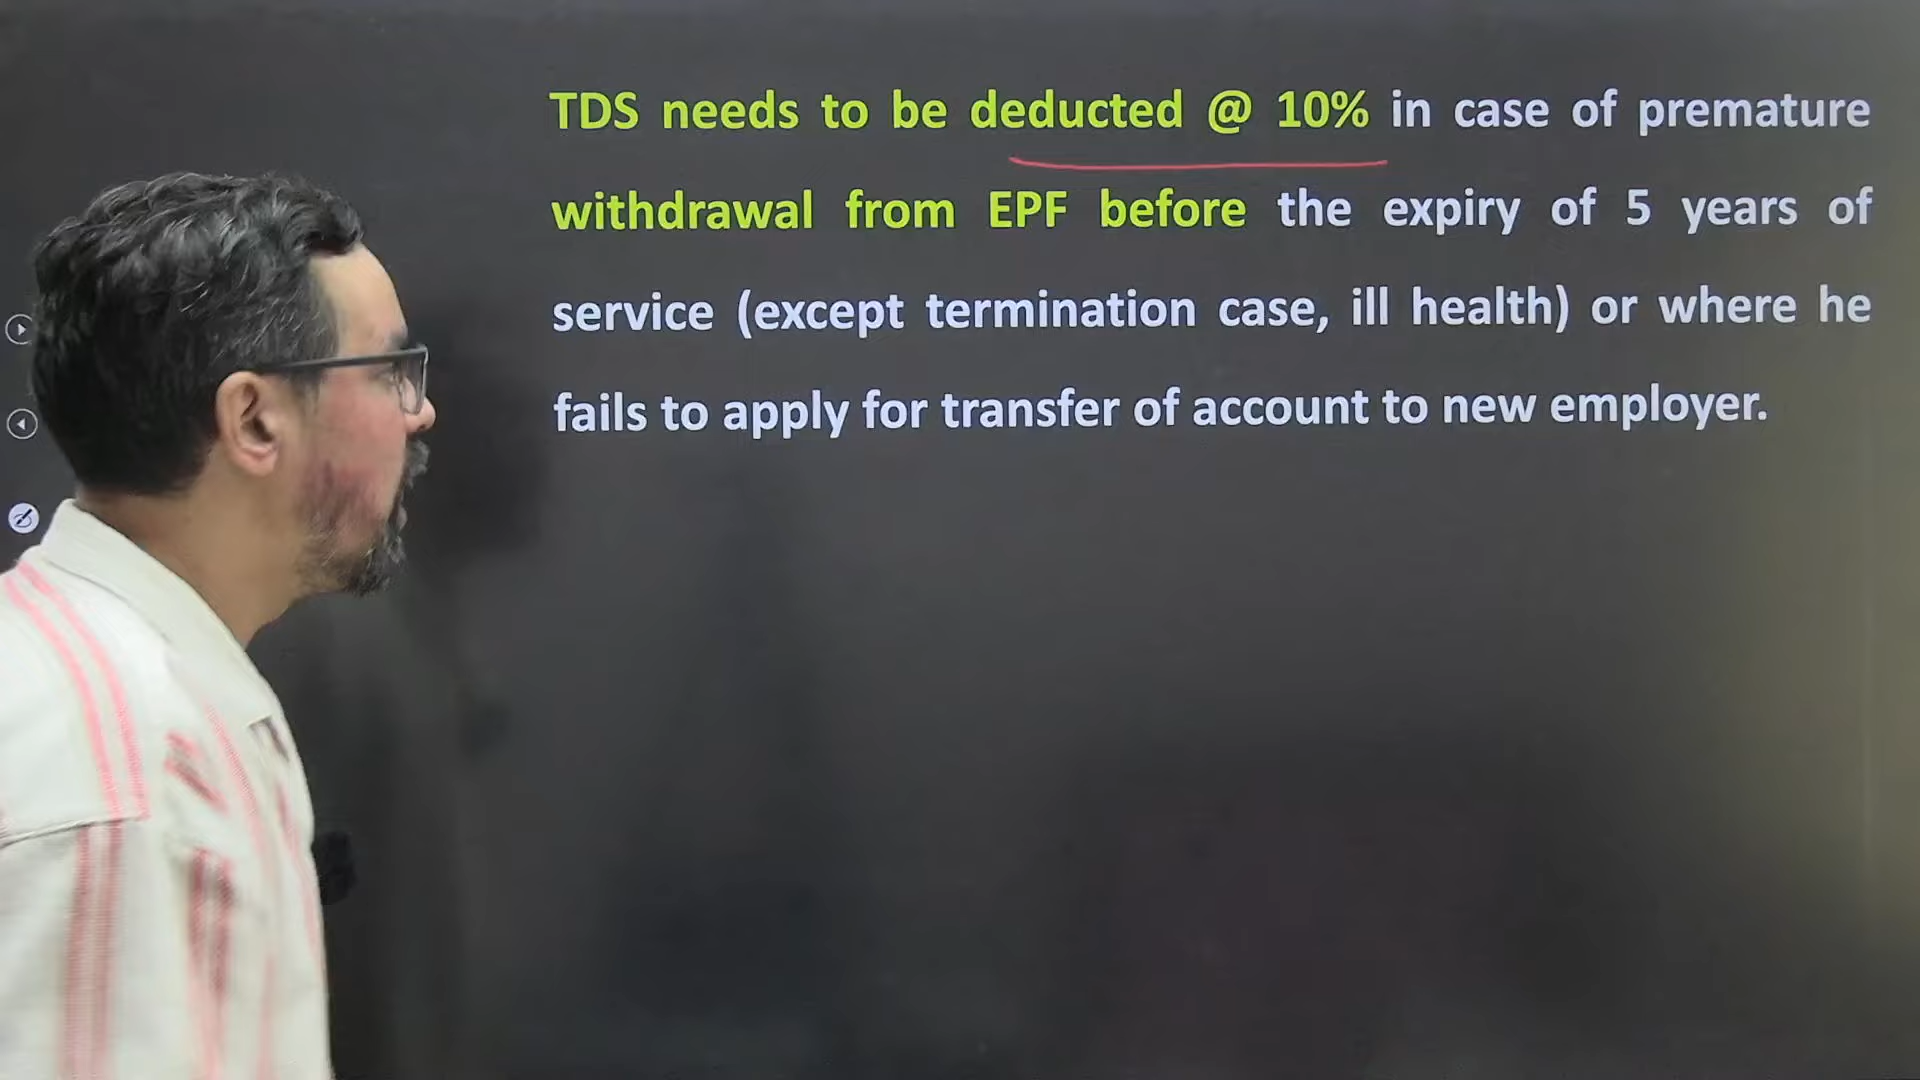 TDS needs to be deducted @ 10% in case of premature
withdrawal from EPF before the expiry of 5 years of
service (except termination case, ill health) or where he
fails to apply for transfer of account to new employer.